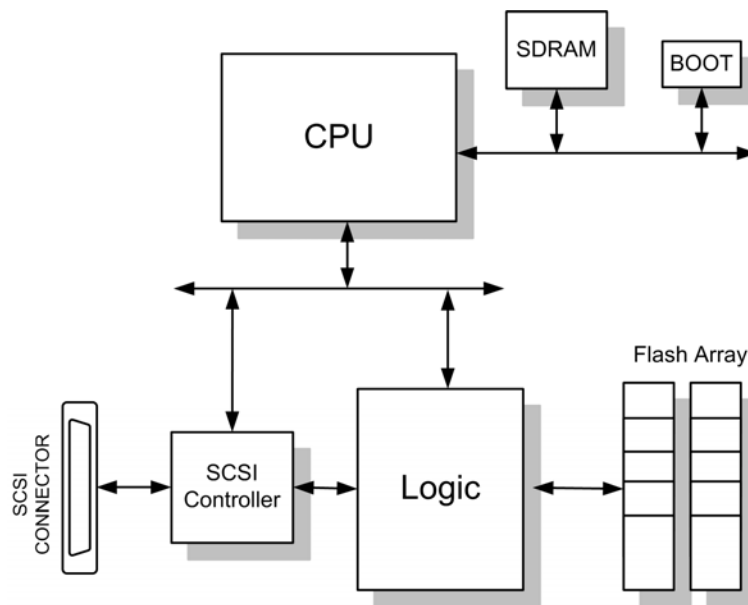 SDRAM
BOOT
CPU
Flash Array
SCSI
CONNECTOR
SCSI
Controller
Logic